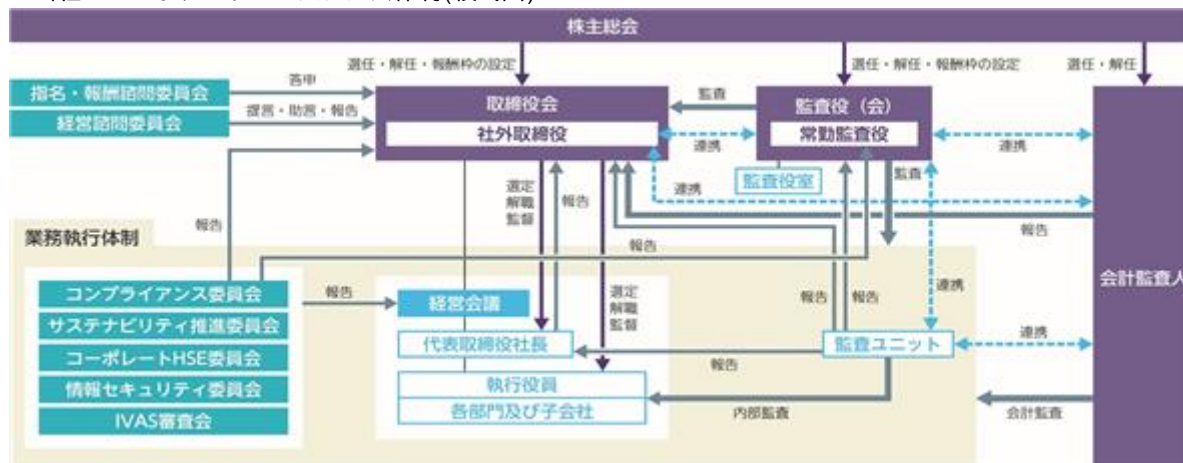 株主総会
選任・解任・報酬枠の設定
選任・解任・報酬枠の設定
選任・解任
指名・報酬諮問委員会
答申
取締役会
監査
監査役（会）
経営諮問委員会
提言・助言・報告
社外取締役
連携
常勤監査役
連携
監査役室
選定
解職
監督
報告
連携
監査
報告
報告
業務執行体制
報告
会計監査人
コンプライアンス委員会
報告
経営会議
選定
解職
監督
報告
報告
連携
サステナビリティ推進委員会
代表取締役社長
監査ユニット
連携
コーポレートHSE委員会
報告
情報セキュリティ委員会
執行役員
IVAS審査会
各部門及び子会社
内部監査
会計監査